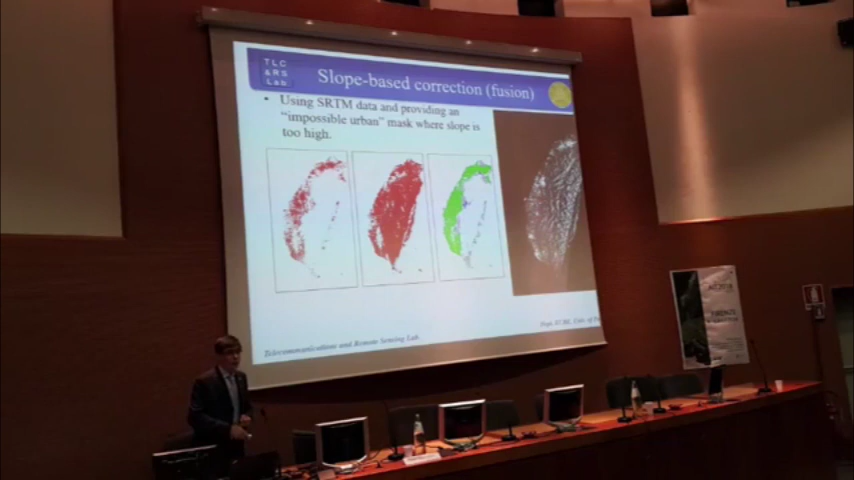 TLC
& RS
Lab.
Slope-based correction (fusion)
• Using SRTM data and providing an
“impossible urban” mask where slope is
too high.
Telecommunications and Remote Sensing Lab.
FIRENZE